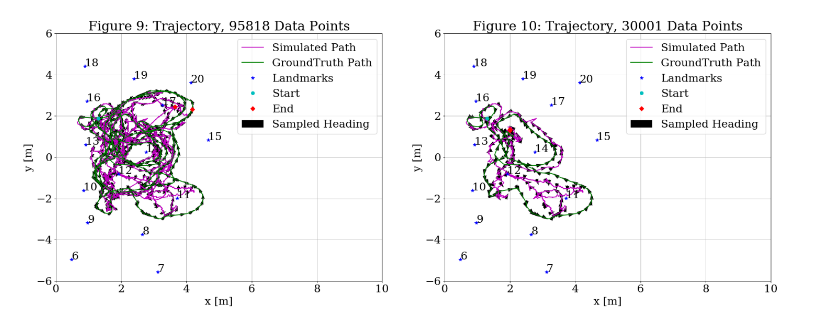 Figure 9: Trajectory, 95818 Data Points
6
4
2
0
−2
−4
−6
y [m]
0 2 4 6 8 10
x [m]
Simulated Path
GroundTruth Path
Landmarks
Start
End
Sampled Heading
18
19
20
16
17
15
13
10
11
9
8
7
6
Figure 10: Trajectory, 30001 Data Points
6
4
2
0
−2
−4
−6
y [m]
0 2 4 6 8 10
x [m]
Simulated Path
GroundTruth Path
Landmarks
Start
End
Sampled Heading
18
19
20
16
17
15
13
14
12
10
11
9
8
7
6